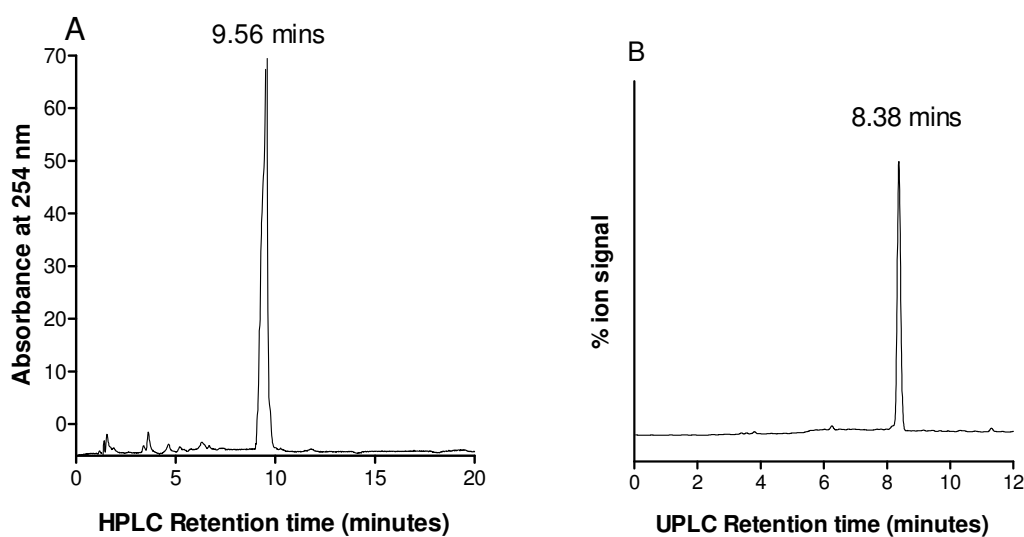 A
9.56 mins
70
60
50
40
30
20
10
0
Absorbance at 254 nm
0 5 10 15 20
HPLC Retention time (minutes)
B
8.38 mins
% ion signal
0 2 4 6 8 10 12
UPLC Retention time (minutes)